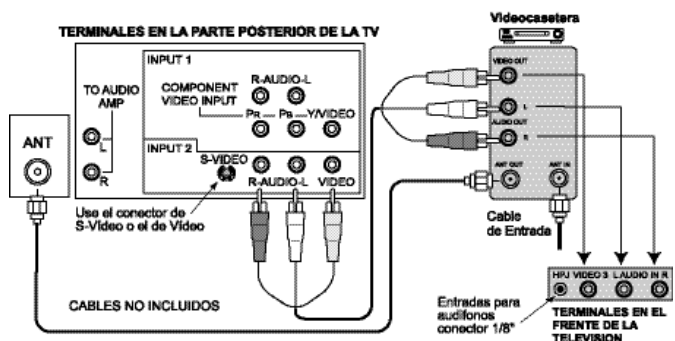 TERMINALES EN LA PARTE POSTERIOR DE LA TV
Videocasetera
INPUT 1
TO AUDIO
AMP
L
R
COMPONENT
VIDEO INPUT
R-AUDIO-L
PR PB Y/VIDEO
INPUT 2
S-VIDEO
R-AUDIO-L VIDEO
ANT
Use el conector de
S-Vídeo o el de Vídeo
CABLES NO INCLUIDOS
VIDEO OUT
L
AUDIO OUT
R
ANT OUT ANT IN
Cable
de Entrada
HPJ VIDEO 3 L AUDIO IN R
Entradas para
audífonos
conector 1/8"
TERMINALES EN EL
FRENTE DE LA
TELEVISION